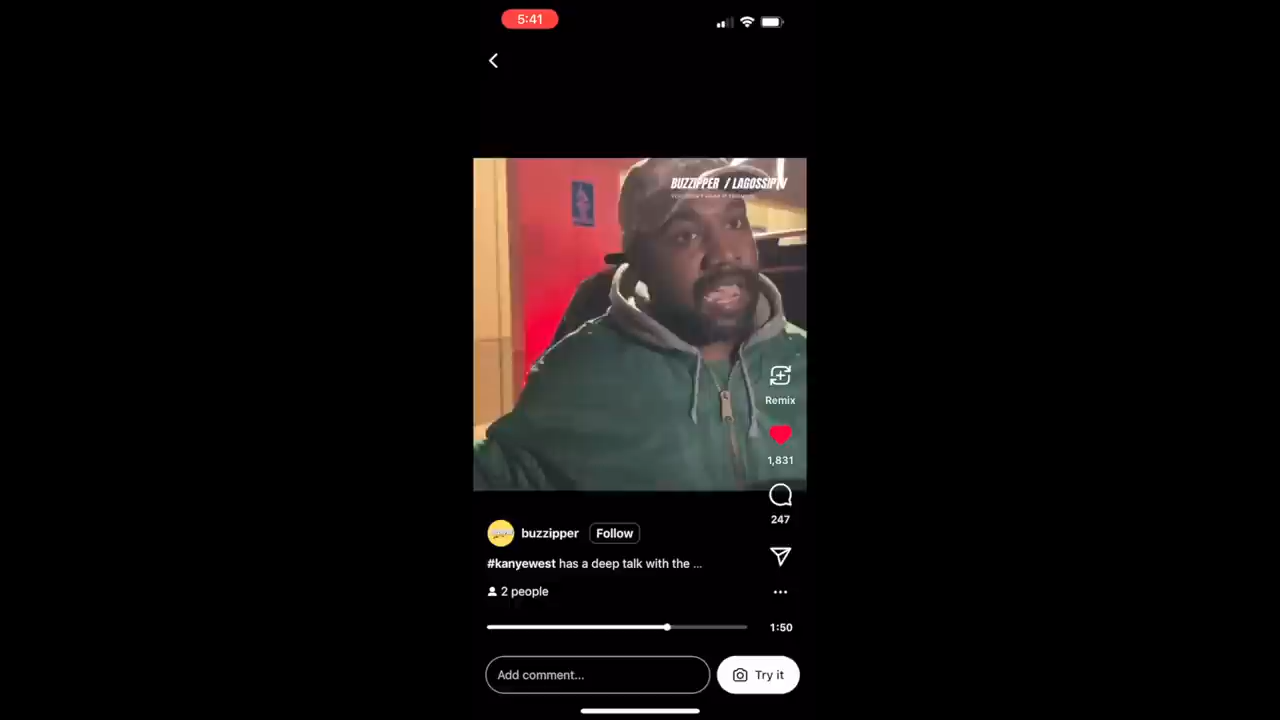 5:41
BUZZIPPER / LAGOSSIPTV
Remix
1,831
247
buzzipper
Follow
#kanyewest has a deep talk with the ...
2 people
1:50
Add comment...
Try it